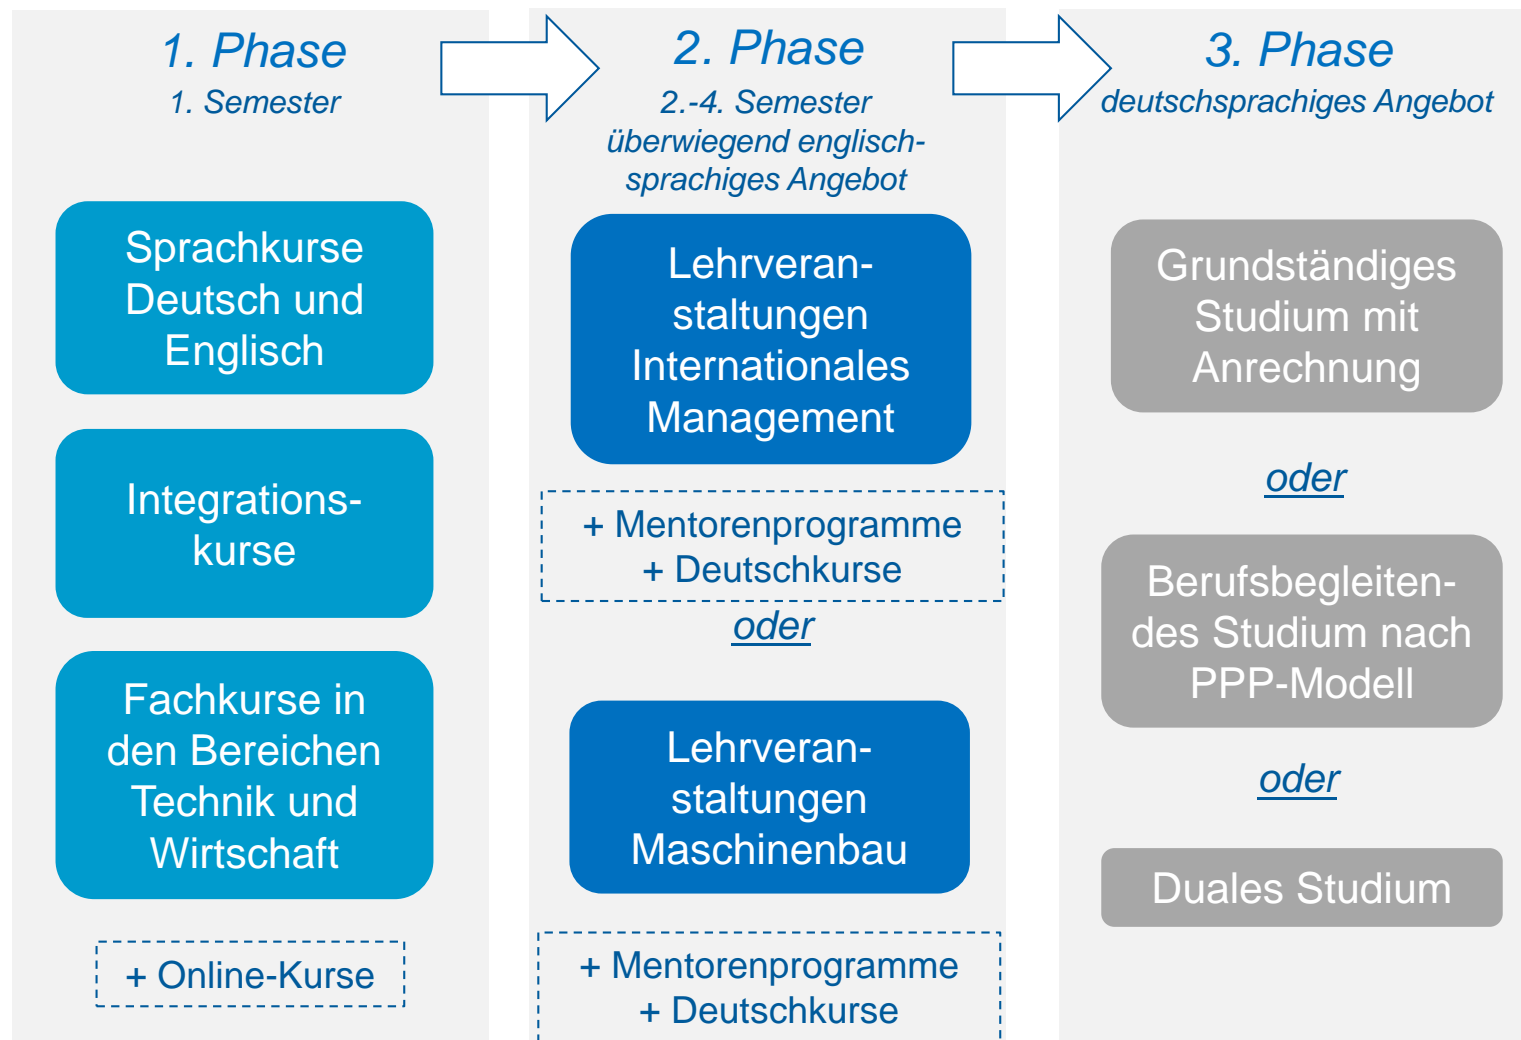 1. Phase
1. Semester
Sprachkurse
Deutsch und
Englisch
Integrations-
kurse
Fachkurse in
den Bereichen
Technik und
Wirtschaft
+ Online-Kurse
2. Phase
2.-4. Semester
überwiegend englisch-
sprachiges Angebot
Lehrveran-
staltungen
Internationales
Management
+ Mentorenprogramme
+ Deutschkurse
oder
Lehrveran-
staltungen
Maschinenbau
+ Mentorenprogramme
+ Deutschkurse
3. Phase
deutschsprachiges Angebot
Grundständiges
Studium mit
Anrechnung
oder
Berufsbegleiten-
des Studium nach
PPP-Modell
oder
Duales Studium